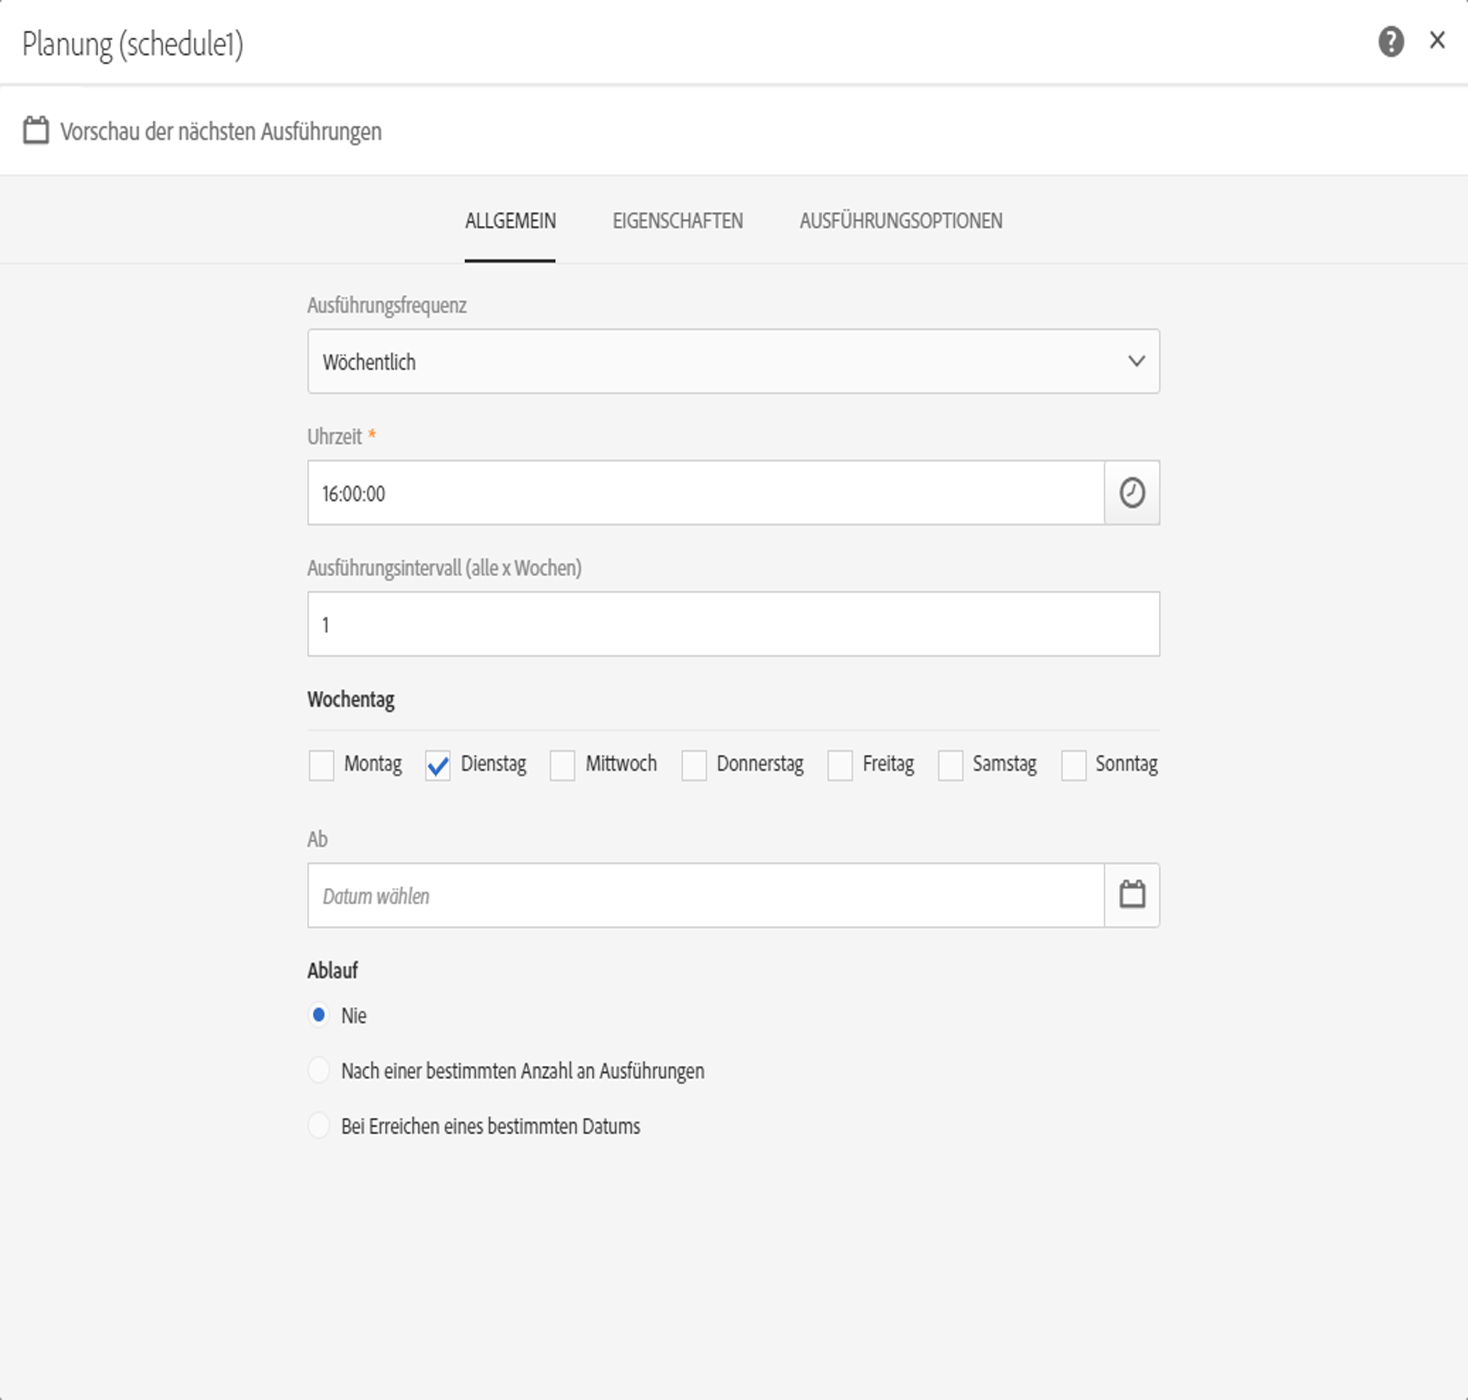 Planung (schedule1)
Vorschau der nächsten Ausführungen
ALLGEMEIN EIGENSCHAFTEN AUSFÜHRUNGSOPTIONEN
Ausführungsfrequenz
Wöchentlich
Uhrzeit *
16:00:00
Ausführungsintervall (alle x Wochen)
1
Wochentag
Montag Dienstag Mittwoch Donnerstag Freitag Samstag Sonntag
Ab
Datum wählen
Ablauf
Nie
Nach einer bestimmten Anzahl an Ausführungen
Bei Erreichen eines bestimmten Datums